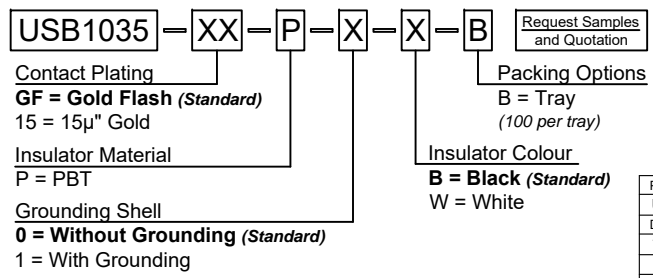 USB1035 - XX - P - X - X - B
Request Samples
and Quotation
Contact Plating
GF = Gold Flash (Standard)
15 = 15µ" Gold
Insulator Material
P = PBT
Grounding Shell
0 = Without Grounding (Standard)
1 = With Grounding
Packing Options
B = Tray
(100 per tray)
Insulator Colour
B = Black (Standard)
W = White